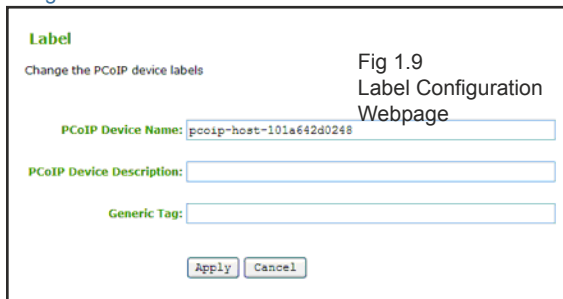 Label
Change the PCoIP device labels
Fig 1.9
Label Configuration
Webpage
PCoIP Device Name: pcoip-host-101a642d0248
PCoIP Device Description:
Generic Tag:
Apply Cancel